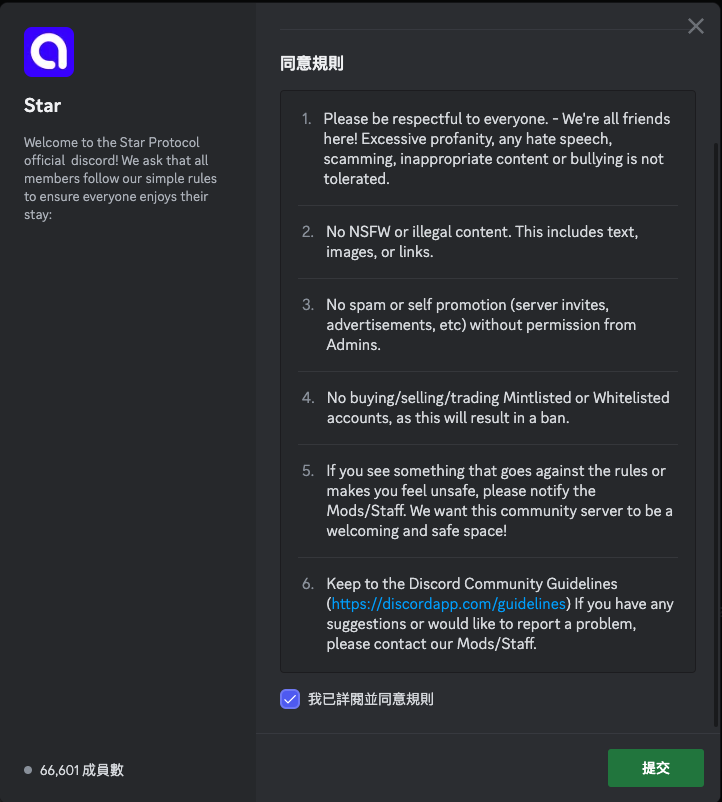 Star
Welcome to the Star Protocol
official discord! We ask that all
members follow our simple rules
to ensure everyone enjoys their
stay:
66,601 成員數
同意規則
1. Please be respectful to everyone. - We're all friends
here! Excessive profanity, any hate speech,
scamming, inappropriate content or bullying is not
tolerated.
2. No NSFW or illegal content. This includes text,
images, or links.
3. No spam or self promotion (server invites,
advertisements, etc) without permission from
Admins.
4. No buying/selling/trading Mintlisted or Whitelisted
accounts, as this will result in a ban.
5. If you see something that goes against the rules or
makes you feel unsafe, please notify the
Mods/Staff. We want this community server to be a
welcoming and safe space!
6. Keep to the Discord Community Guidelines
(https://discordapp.com/guidelines) If you have any
suggestions or would like to report a problem,
please contact our Mods/Staff.
我已詳閱並同意規則
提交